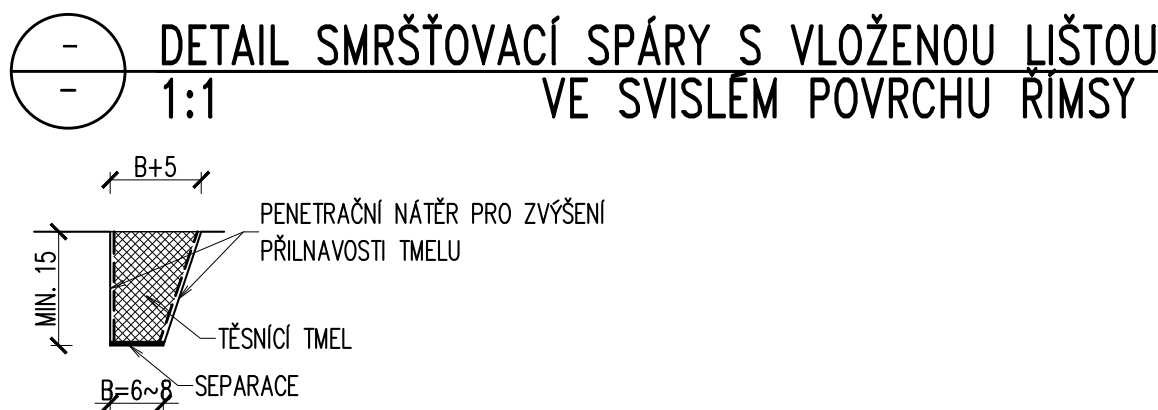 -
DETAIL SMRŠŤOVACÍ SPÁRY S VLOŽENOU LIŠTOU
-
1:1
VE SVISLÉM POVRCHU ŘÍMSY
B+5
PENETRAČNÍ NÁTĚR PRO ZVÝŠENÍ
PŘILNAVOSTI TMELU
MIN. 15
TĚSNÍCÍ TMEL
SEPARACE
B=6~8